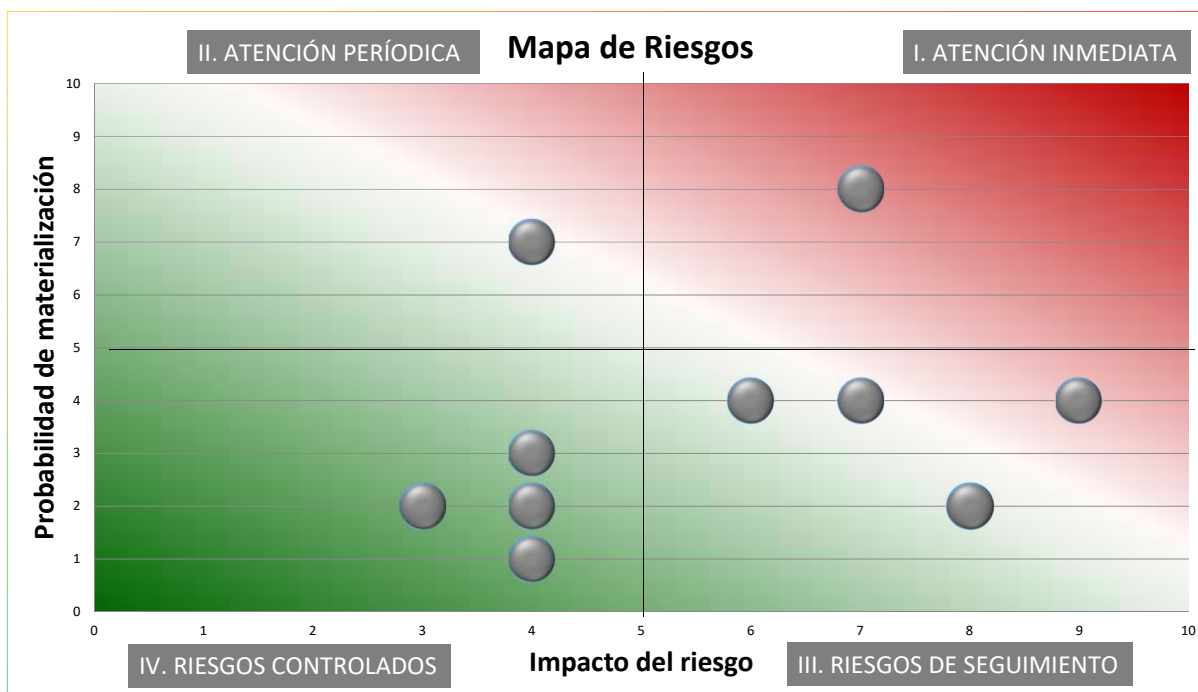 II. ATENCIÓN PERÍODICA
Mapa de Riesgos
I. ATENCIÓN INMEDIATA
Probabilidad de materialización
10
9
8
7
6
5
4
3
2
1
0
0 1 2 3 4 5 6 7 8 9 10
IV. RIESGOS CONTROLADOS
Impacto del riesgo
III. RIESGOS DE SEGUIMIENTO